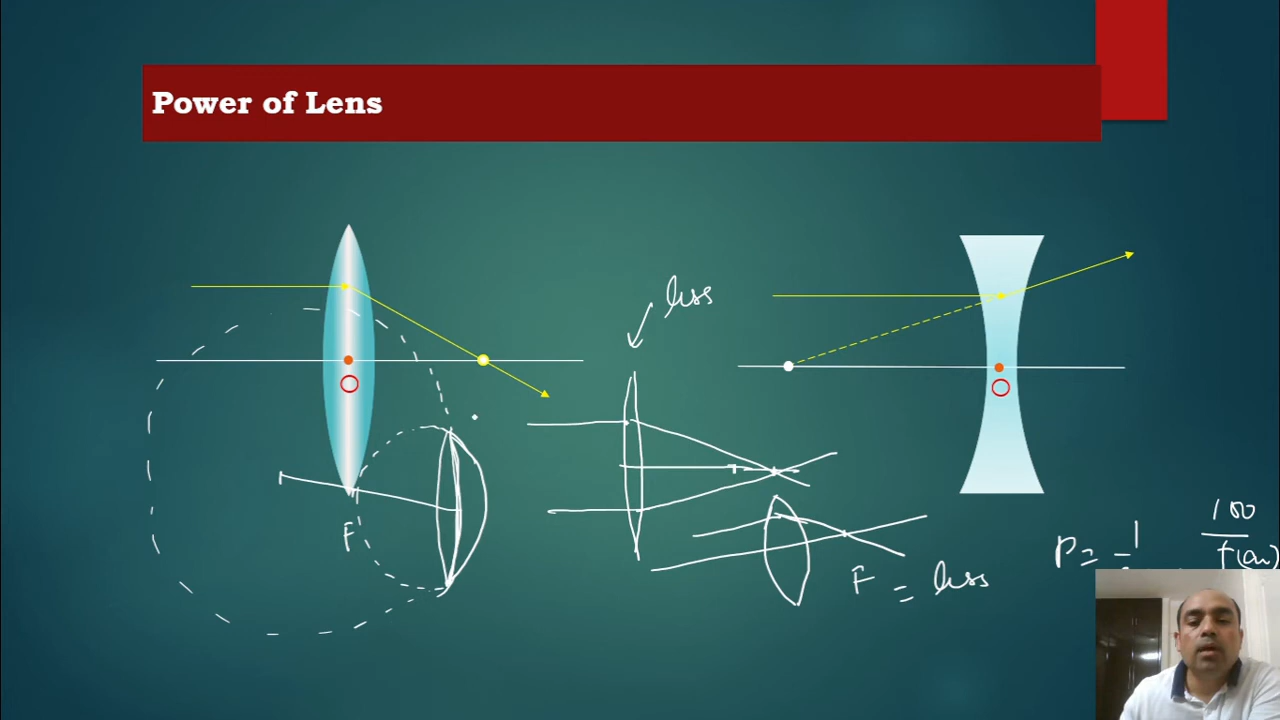 Power of Lens
less
O
O
F
F = less
P = 1
100
f(cm)